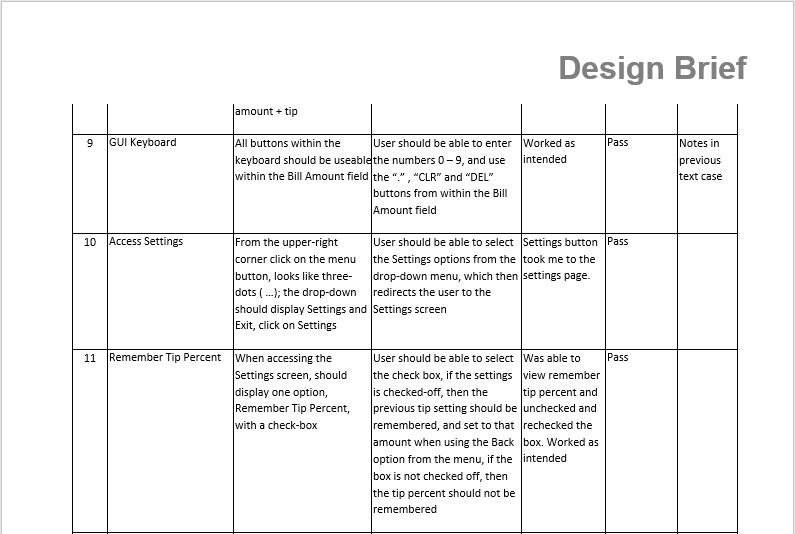 Design Brief
amount + tip
9
GUI Keyboard
All buttons within the
keyboard should be useable
within the Bill Amount field
User should be able to enter
the numbers 0 – 9, and use
the “.” , “CLR” and “DEL”
buttons from within the Bill
Amount field
Worked as
intended
Pass
Notes in
previous
text case
10
Access Settings
From the upper-right
corner click on the menu
button, looks like three-
dots ( …); the drop-down
should display Settings and
Exit, click on Settings
User should be able to select
the Settings options from the
drop-down menu, which then
redirects the user to the
Settings screen
Settings button
took me to the
settings page.
Pass
11
Remember Tip Percent
When accessing the
Settings screen, should
display one option,
Remember Tip Percent,
with a check-box
User should be able to select
the check box, if the settings
is checked-off, then the
previous tip setting should be
remembered, and set to that
amount when using the Back
option from the menu, if the
box is not checked off, then
the tip percent should not be
remembered
Was able to
view remember
tip percent and
unchecked and
rechecked the
box. Worked as
intended
Pass